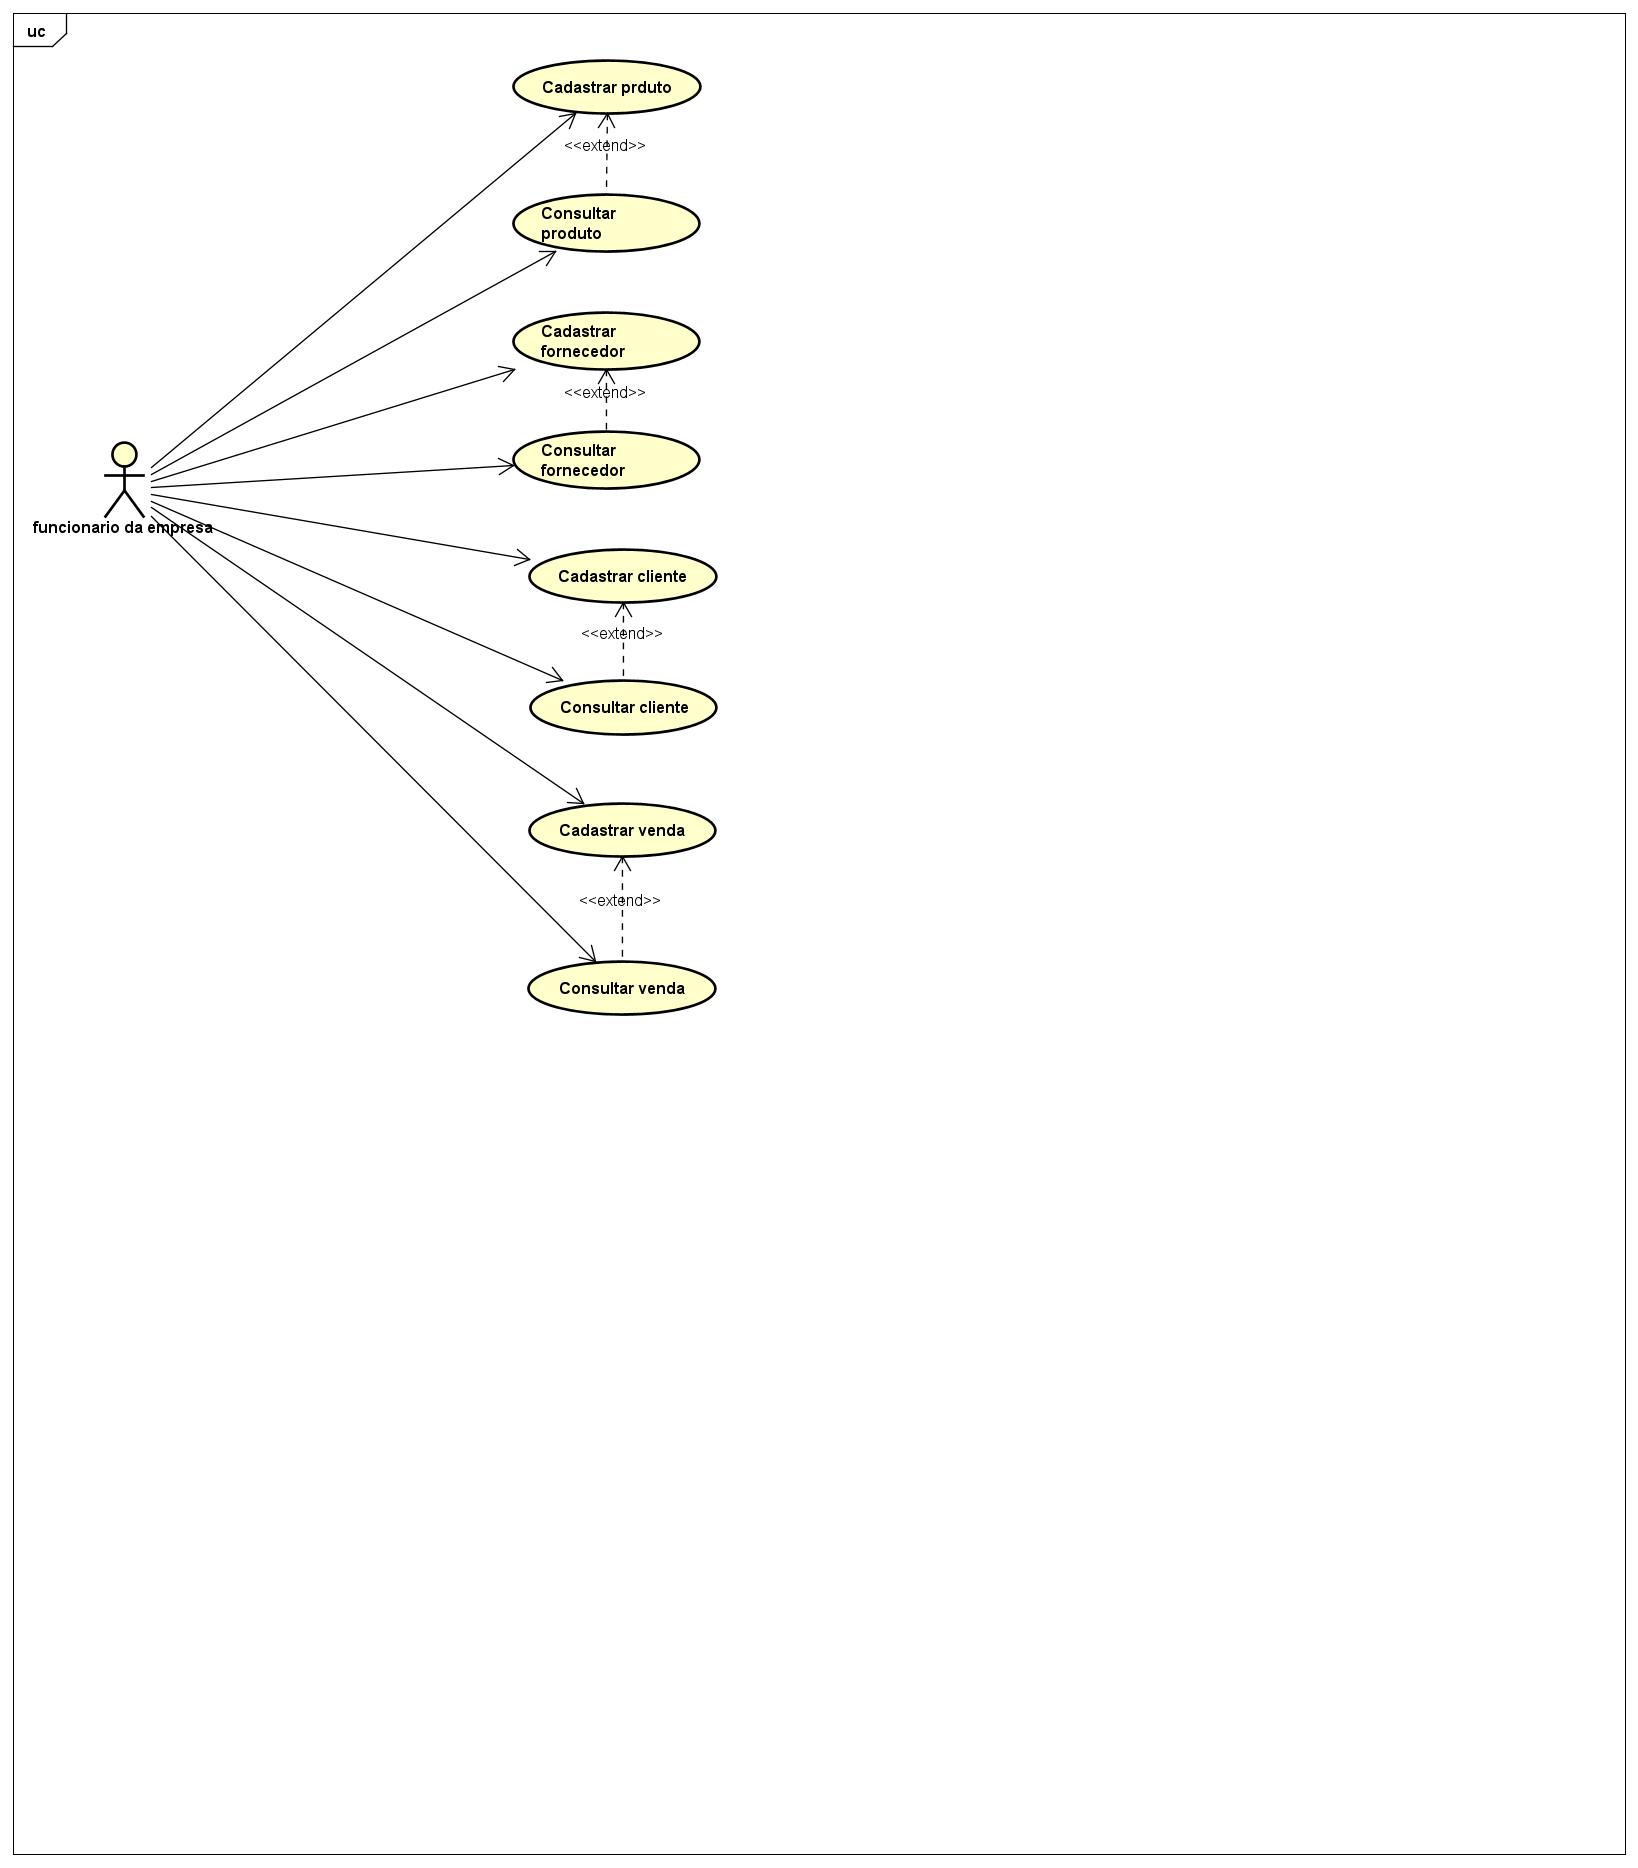 uc
Cadastrar prduto
<<extend>>
Consultar
produto
Cadastrar
fornecedor
<<extend>>
Consultar
fornecedor
funcionario da empresa
Cadastrar cliente
<<extend>>
Consultar cliente
Cadastrar venda
<<extend>>
Consultar venda